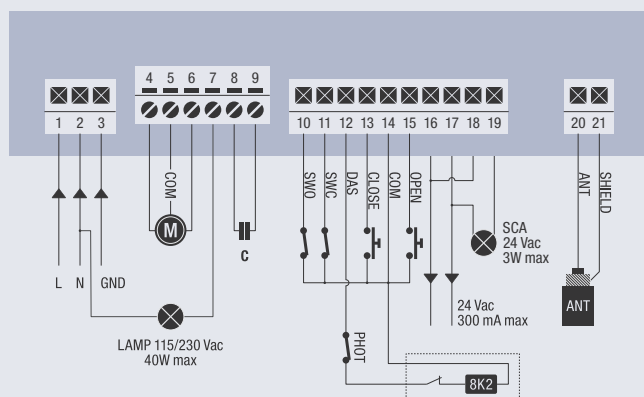 4 5 6 7 8 9
1 2 3
10 11 12 13 14 15 16 17 18 19
20 21
COM
SWO
SWC
DAS
CLOSE
COM
OPEN
ANT
SHIELD
M
C
SCA
24 Vac
3W max
L N GND
24 Vac
300 mA max
ANT
LAMP 115/230 Vac
40W max
PHOT
8K2